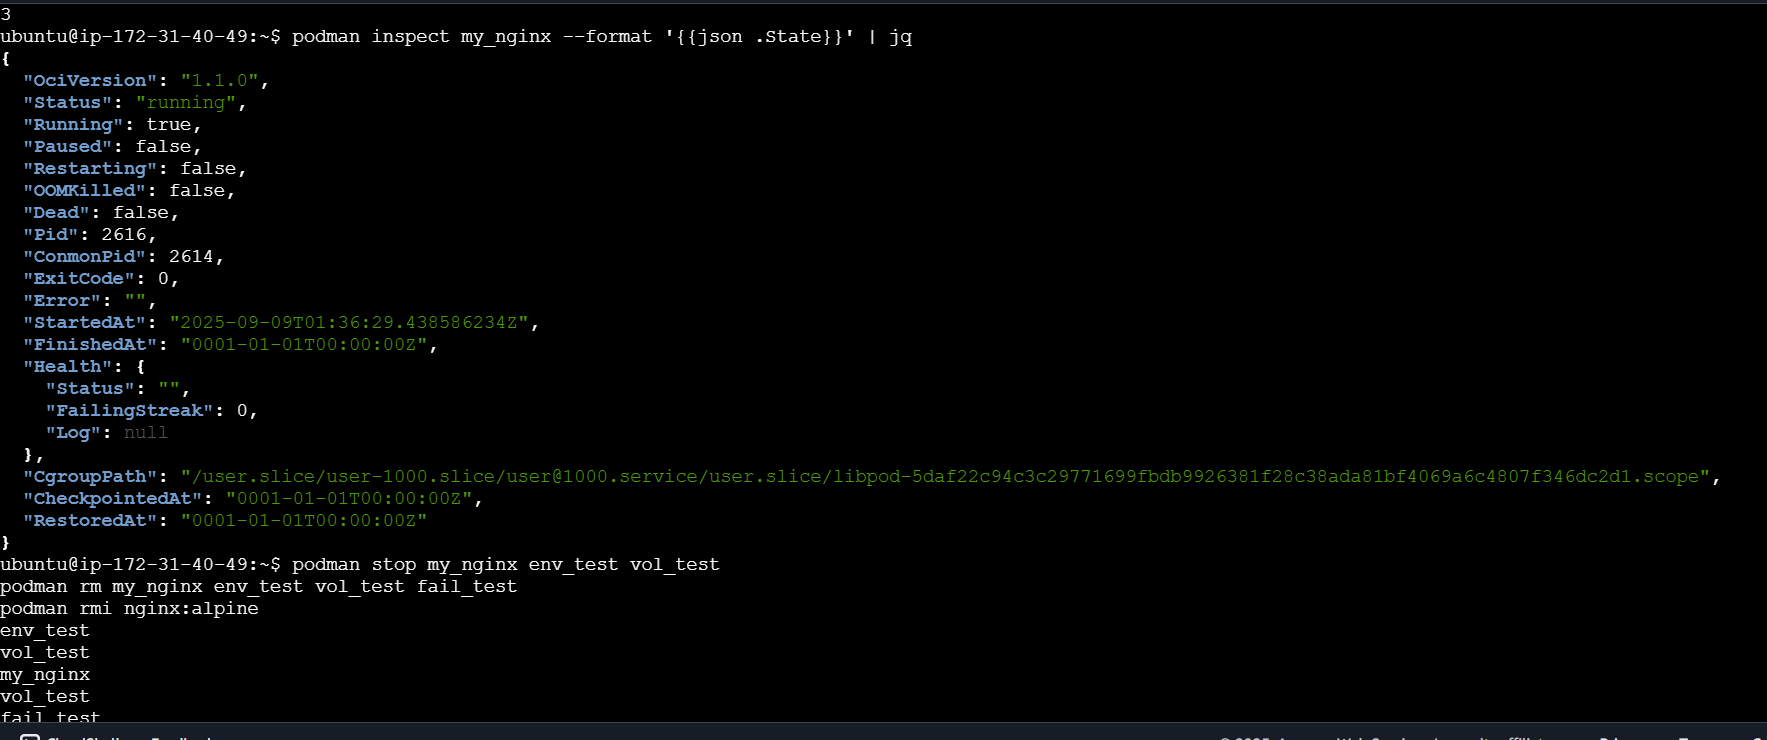 3
ubuntu@ip-172-31-40-49:~$ podman inspect my_nginx --format '{{json .State}}' | jq
{
  "OciVersion": "1.1.0",
  "Status": "running",
  "Running": true,
  "Paused": false,
  "Restarting": false,
  "OOMKilled": false,
  "Dead": false,
  "Pid": 2616,
  "ConmonPid": 2614,
  "ExitCode": 0,
  "Error": "",
  "StartedAt": "2025-09-09T01:36:29.438586234Z",
  "FinishedAt": "0001-01-01T00:00:00Z",
  "Health": {
    "Status": "",
    "FailingStreak": 0,
    "Log": null
  },
  "CgroupPath": "/user.slice/user-1000.slice/user@1000.service/user.slice/libpod-5daf22c94c3c29771699fbdb9926381f28c38ada81bf4069a6c4807f346dc2d1.scope",
  "CheckpointedAt": "0001-01-01T00:00:00Z",
  "RestoredAt": "0001-01-01T00:00:00Z"
}
ubuntu@ip-172-31-40-49:~$ podman stop my_nginx env_test vol_test
podman rm my_nginx env_test vol_test fail_test
podman rmi nginx:alpine
env_test
vol_test
my_nginx
vol_test
fail_test